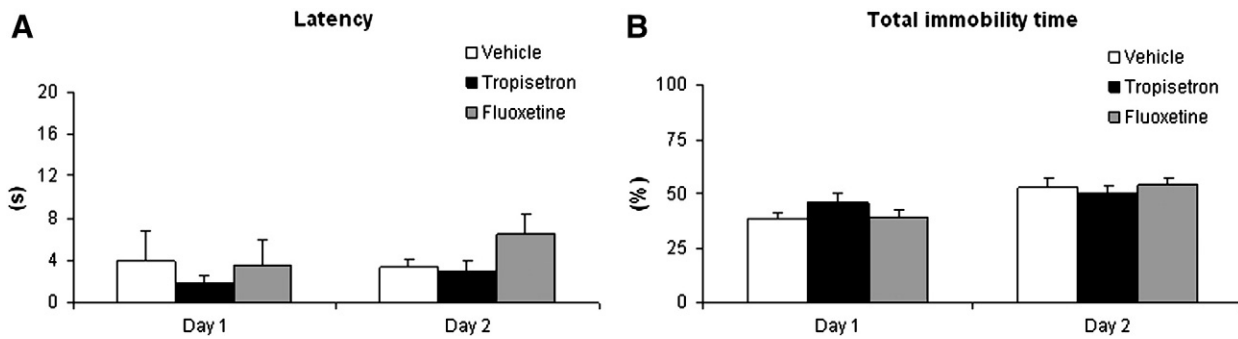 A
Latency
Vehicle
Tropisetron
Fluoxetine
20
16
12
8
4
0
(s)
Day 1
Day 2
B
Total immobility time
Vehicle
Tropisetron
Fluoxetine
100
75
50
25
0
(%)
Day 1
Day 2